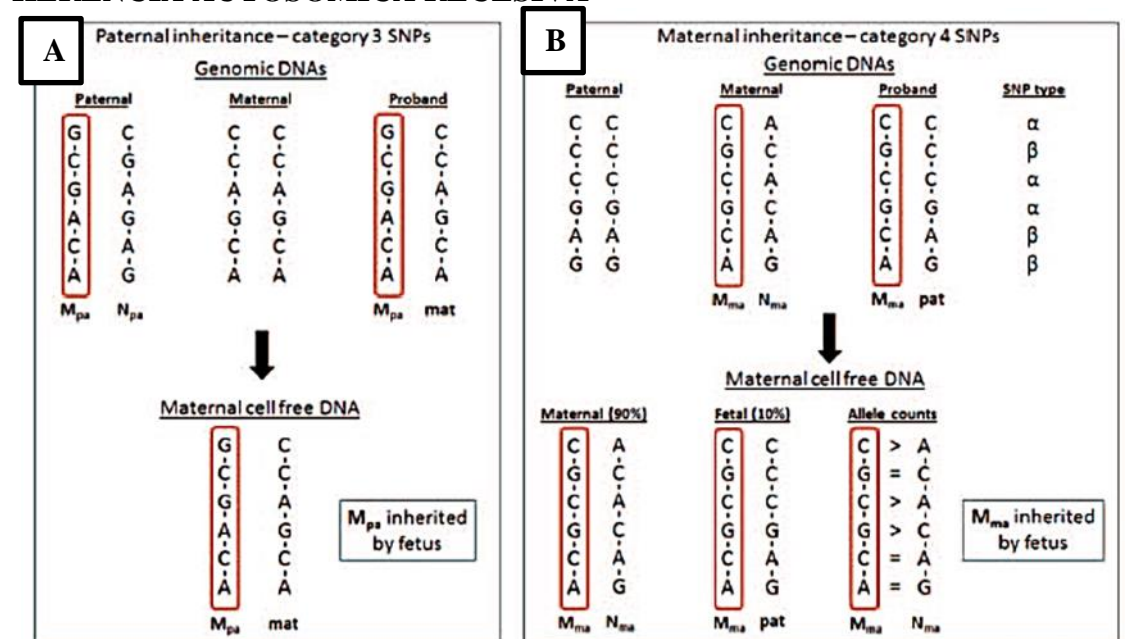 HERENCIA AUTOSOMICA RECESIVA
A
Paternal inheritance – category 3 SNPs
Genomic DNAs
Paternal Maternal Proband
G C C C G C
C G C C C C
G A A A G A
A G G G A G
C A C C C C
A G A A A A
Mpa Npa Mpa mat
Maternal cell free DNA
G C
C C
G A
A G
C C
A A
Mpa mat
Mpa inherited
by fetus
B
Maternal inheritance – category 4 SNPs
Genomic DNAs
Paternal Maternal Proband SNP type
C C C A C C α
C C G C G C β
C C C A C C α
G G G C G G α
A A C A C A β
G G A G A G β
Mma Nma Mma pat
Maternal cell free DNA
Maternal (90%) Fetal (10%) Allele counts
C A C C C > A
G C G C G = C
C A C C C > A
G C G G G > C
C A C A C = A
A G A G A = G
Mma Nma Mma pat Mma Nma
Mma inherited
by fetus